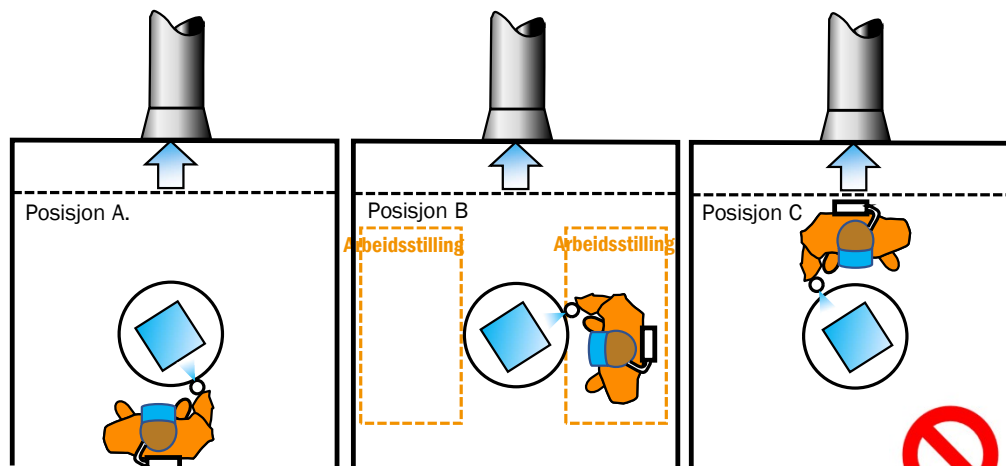 Posisjon A.
Posisjon B
Arbeidsstilling
Arbeidsstilling
Posisjon C